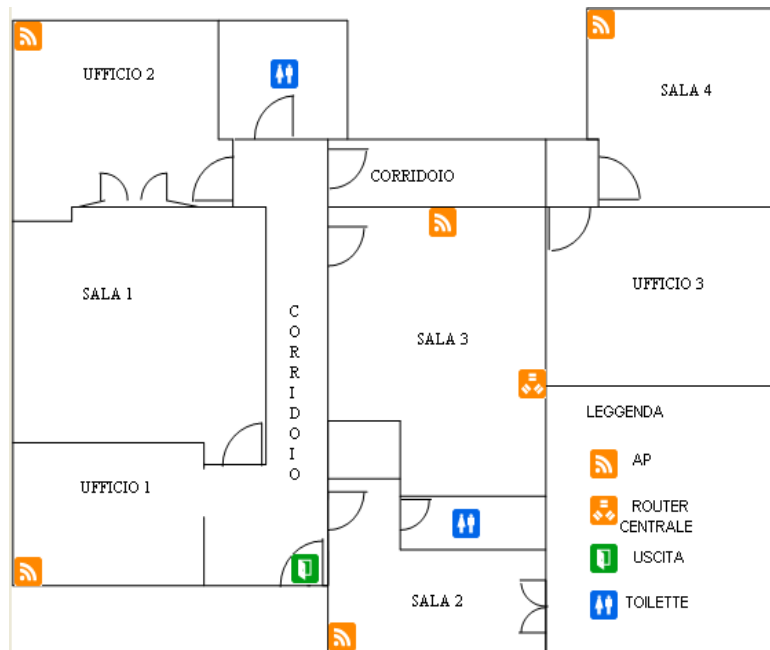 UFFICIO 2
SALA 4
CORRIDOIO
SALA 1
UFFICIO 3
CORRIDOIO
SALA 3
LEGGENDA
AP
UFFICIO 1
ROUTER
CENTRALE
USCITA
SALA 2
TOILETTE